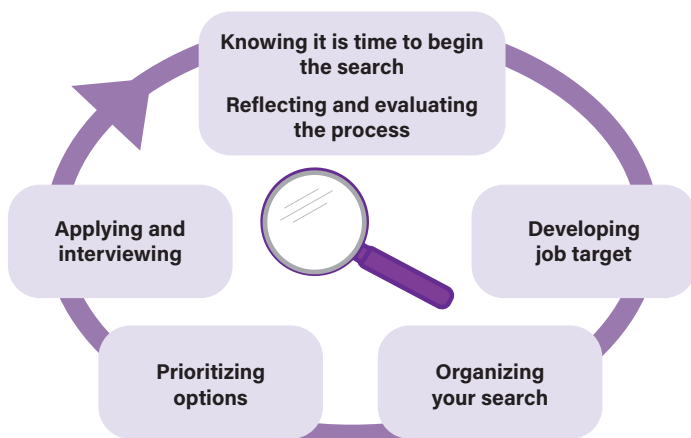 Knowing it is time to begin
the search
Reflecting and evaluating
the process
Developing
job target
Organizing
your search
Prioritizing
options
Applying and
interviewing